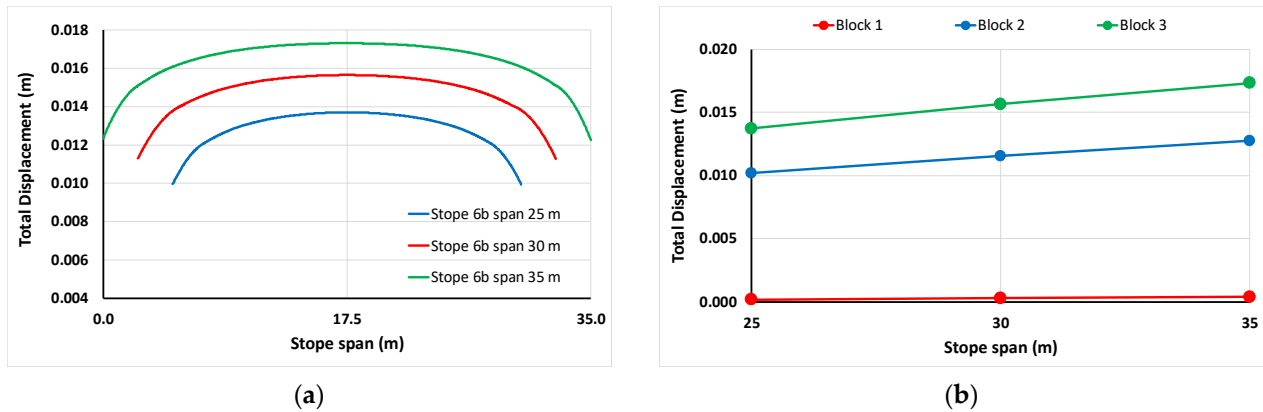 0.018
0.016
0.014
0.012
0.010
0.008
0.006
0.004
Total Displacement (m)
Stope 6b span 25 m
Stope 6b span 30 m
Stope 6b span 35 m
0.0 17.5 35.0
Stope span (m)
(a)
Block 1 Block 2 Block 3
0.020
0.015
0.010
0.005
0.000
Total Displacement (m)
25 30 35
Stope span (m)
(b)